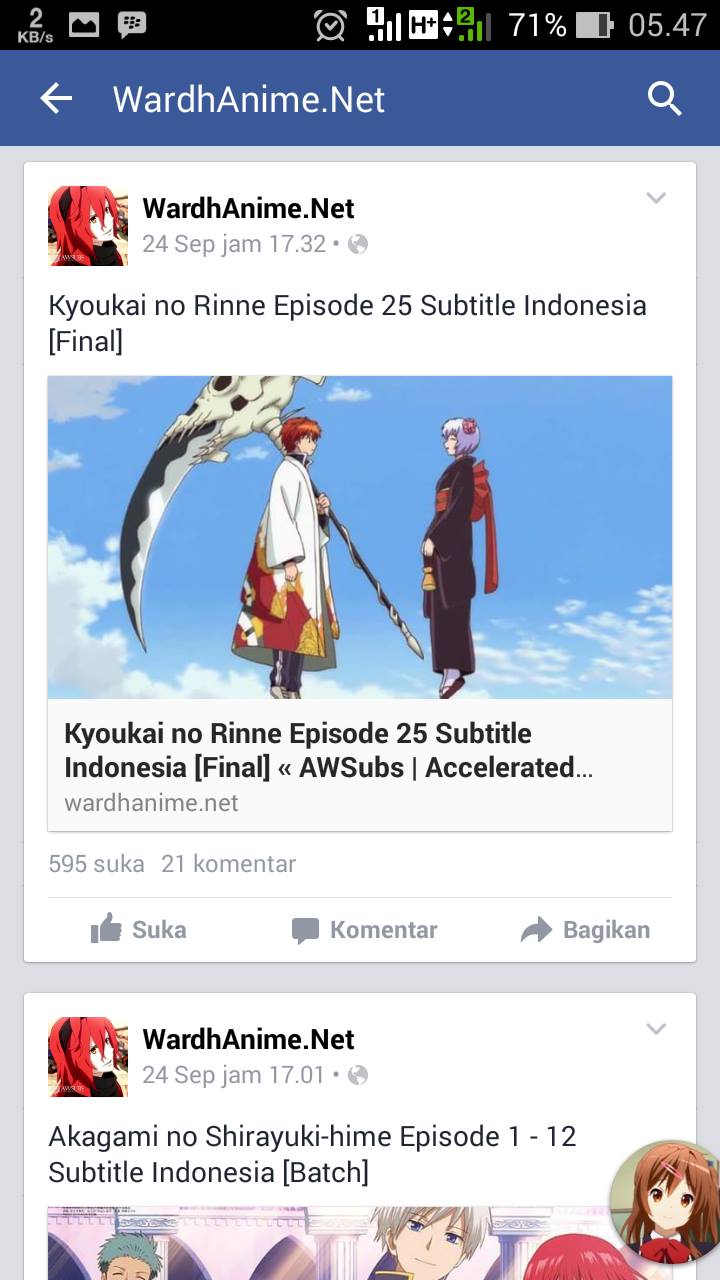 2
KB/s
1
H+
2
71%
05.47
WardhAnime.Net
WardhAnime.Net
24 Sep jam 17.32 •
Kyoukai no Rinne Episode 25 Subtitle Indonesia
[Final]
Kyoukai no Rinne Episode 25 Subtitle
Indonesia [Final] « AWSubs | Accelerated...
wardhanime.net
595 suka 21 komentar
Suka
Komentar
Bagikan
WardhAnime.Net
24 Sep jam 17.01 •
Akagami no Shirayuki-hime Episode 1 - 12
Subtitle Indonesia [Batch]